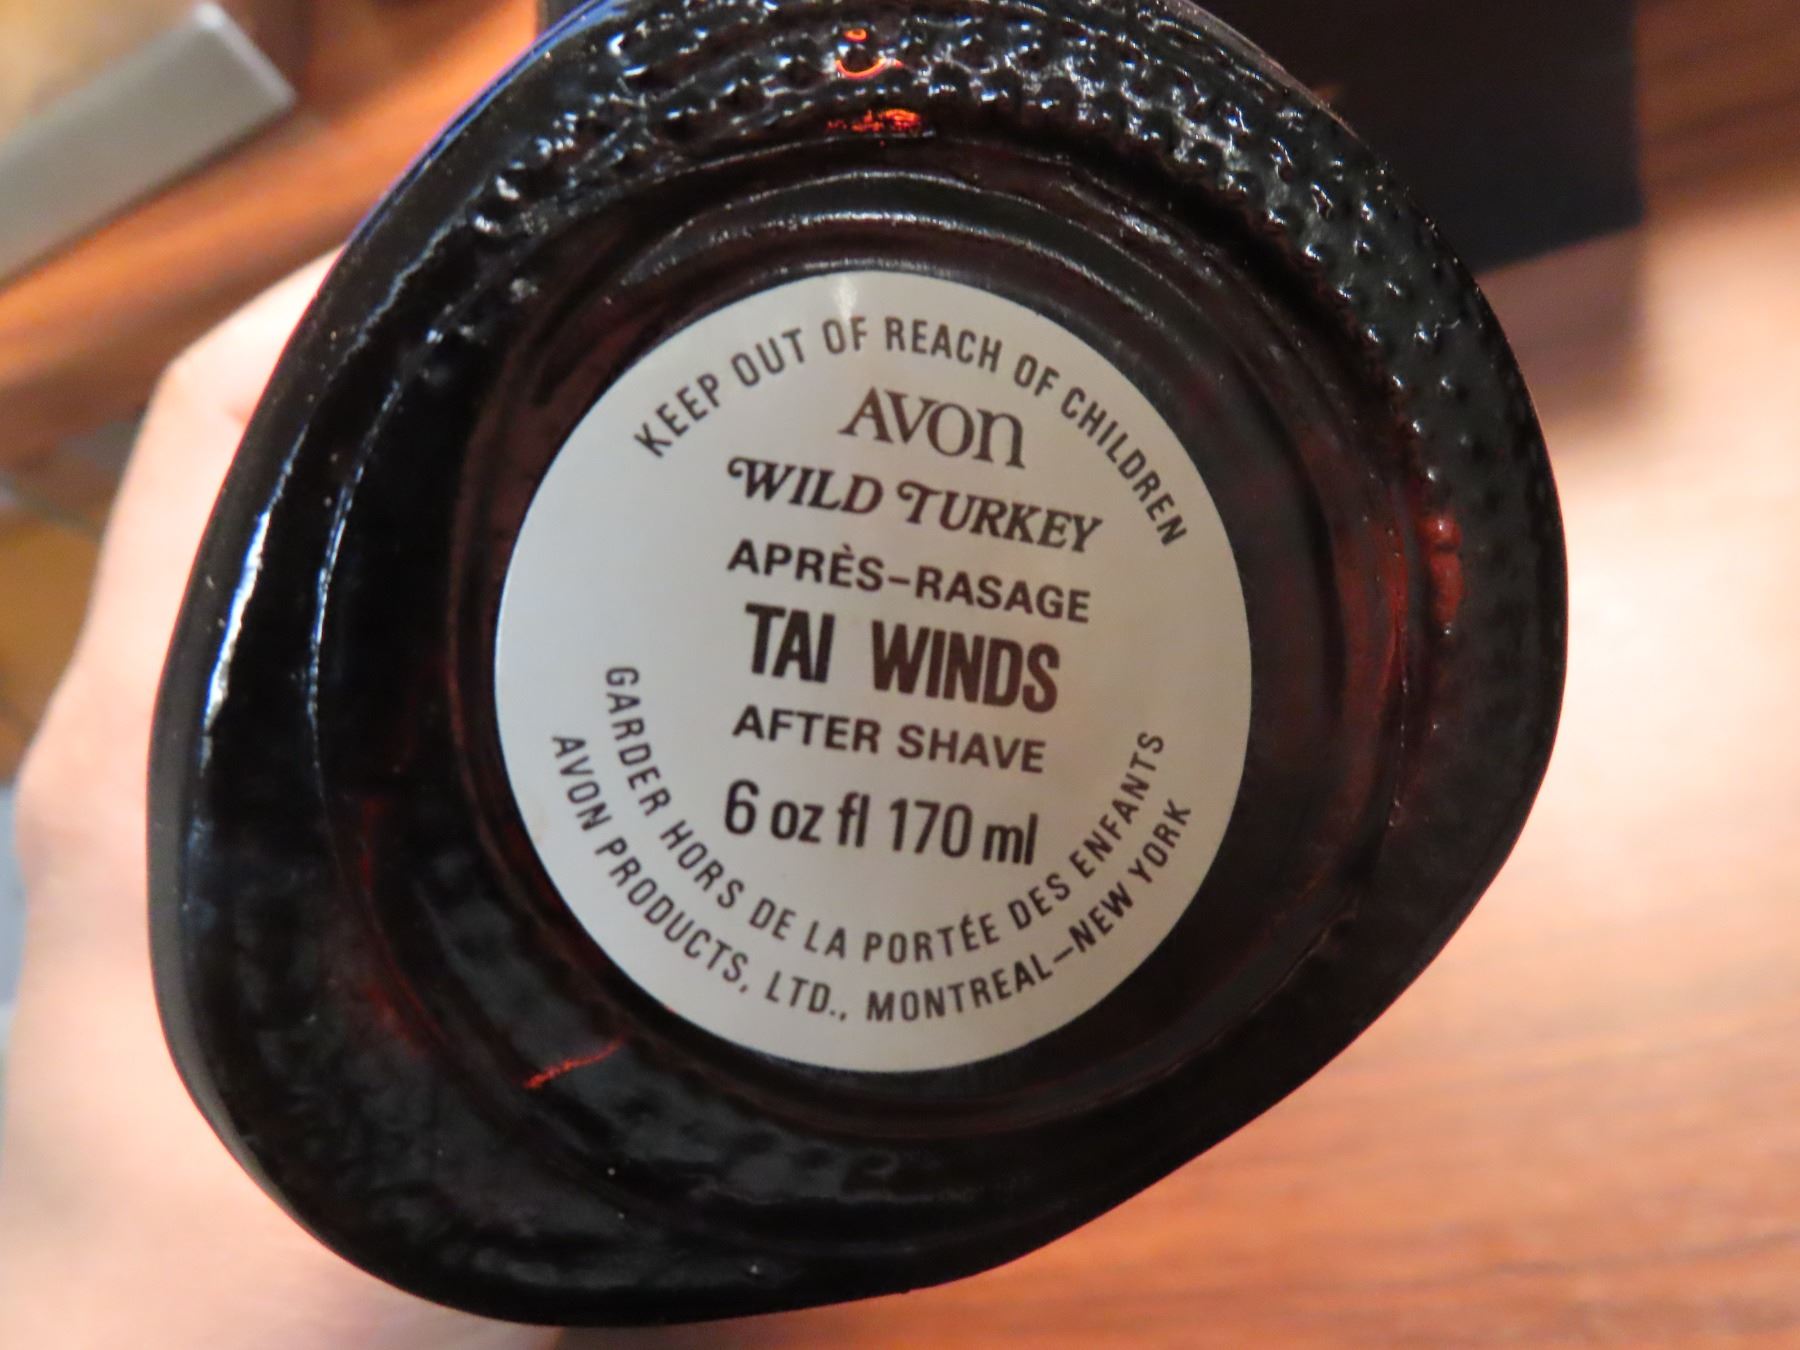 KEEP OUT OF REACH OF CHILDREN
AVON
WILD TURKEY
APRÈS-RASAGE
TAI WINDS
AFTER SHAVE
6 oz fl 170 ml
GARDER HORS DE LA PORTÉE DES ENFANTS
AVON PRODUCTS, LTD., MONTREAL-NEW YORK